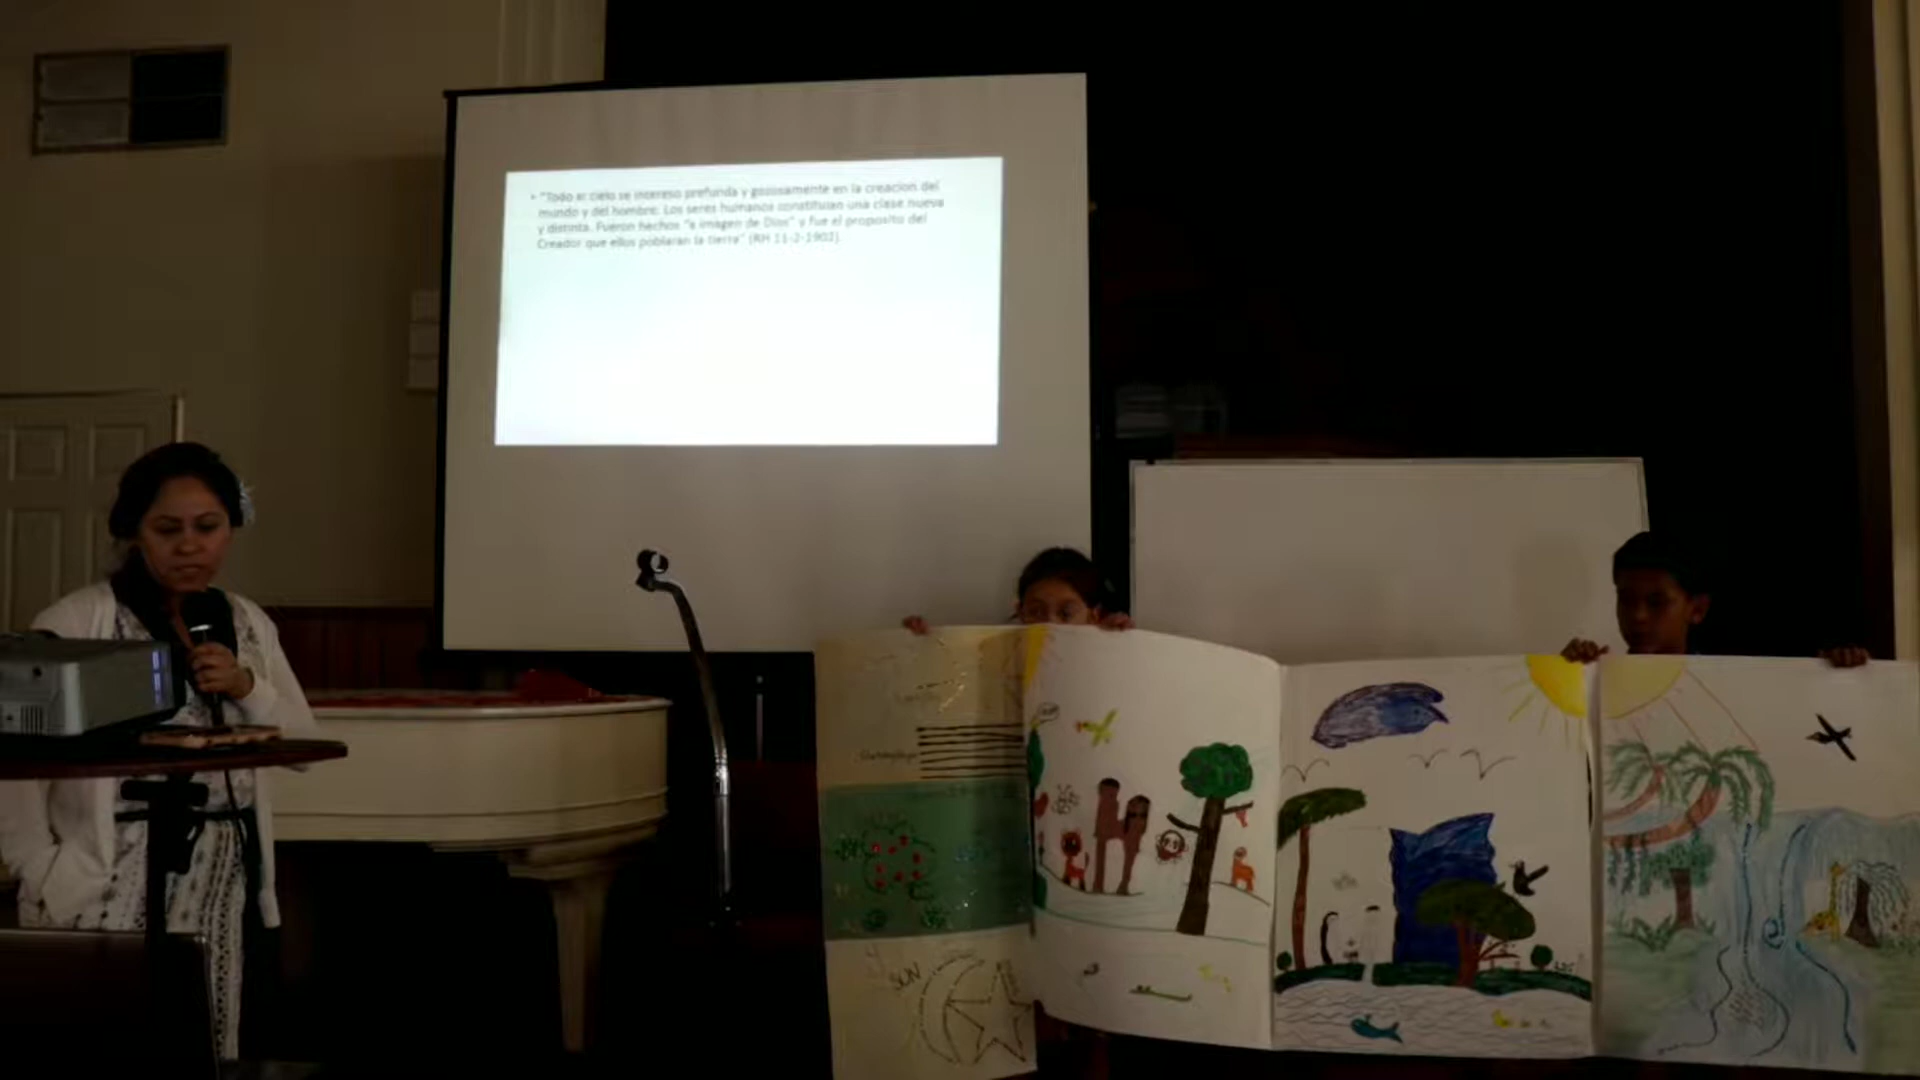 • "Todo el cielo se intereso profunda y gozosamente en la creacion del
mundo y del hombre. Los seres humanos constituian una clase nueva
y distinta. Fueron hechos "a imagen de Dios" y fue el proposito del
Creador que ellos poblaran la tierra" (RH 11-2-1902).
SUN